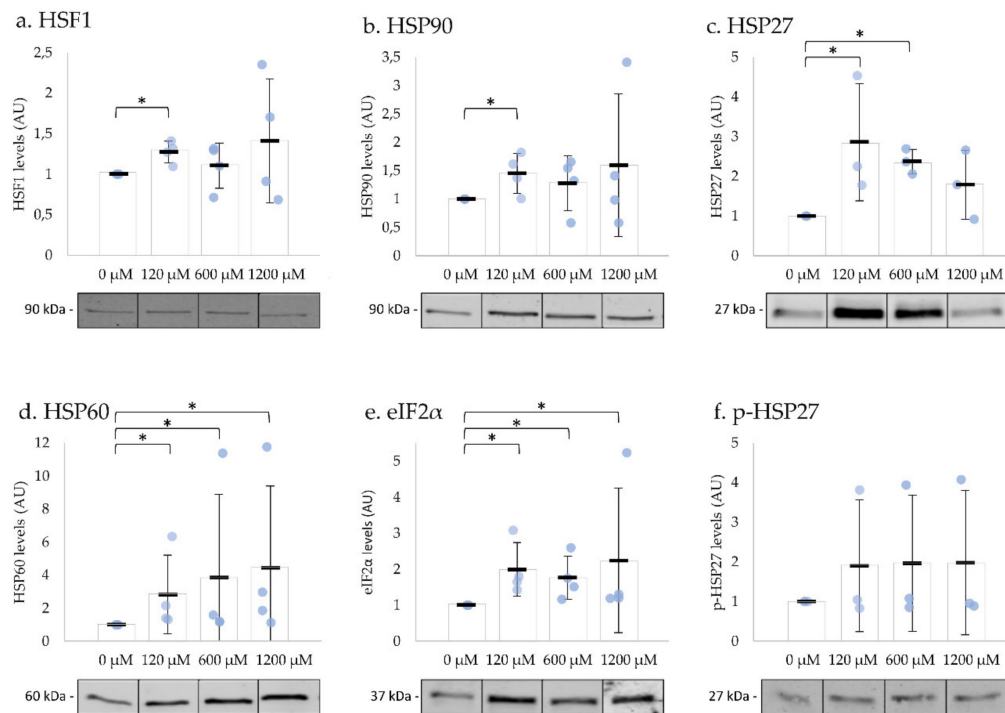 a. HSF1
HSF1 levels (AU)
2,5
2
1,5
1
0,5
0
*
0 µM 120 µM 600 µM 1200 µM
90 kDa -
b. HSP90
HSP90 levels (AU)
3,5
3
2,5
2
1,5
1
0,5
0
*
0 µM 120 µM 600 µM 1200 µM
90 kDa -
c. HSP27
HSP27 levels (AU)
5
4
3
2
1
0
*
*
0 µM 120 µM 600 µM 1200 µM
27 kDa -
d. HSP60
HSP60 levels (AU)
12
10
8
6
4
2
0
*
*
*
0 µM 120 µM 600 µM 1200 µM
60 kDa -
e. eIF2α
eIF2α levels (AU)
5
4
3
2
1
0
*
*
*
0 µM 120 µM 600 µM 1200 µM
37 kDa -
f. p-HSP27
p-HSP27 levels (AU)
5
4
3
2
1
0
0 µM 120 µM 600 µM 1200 µM
27 kDa -